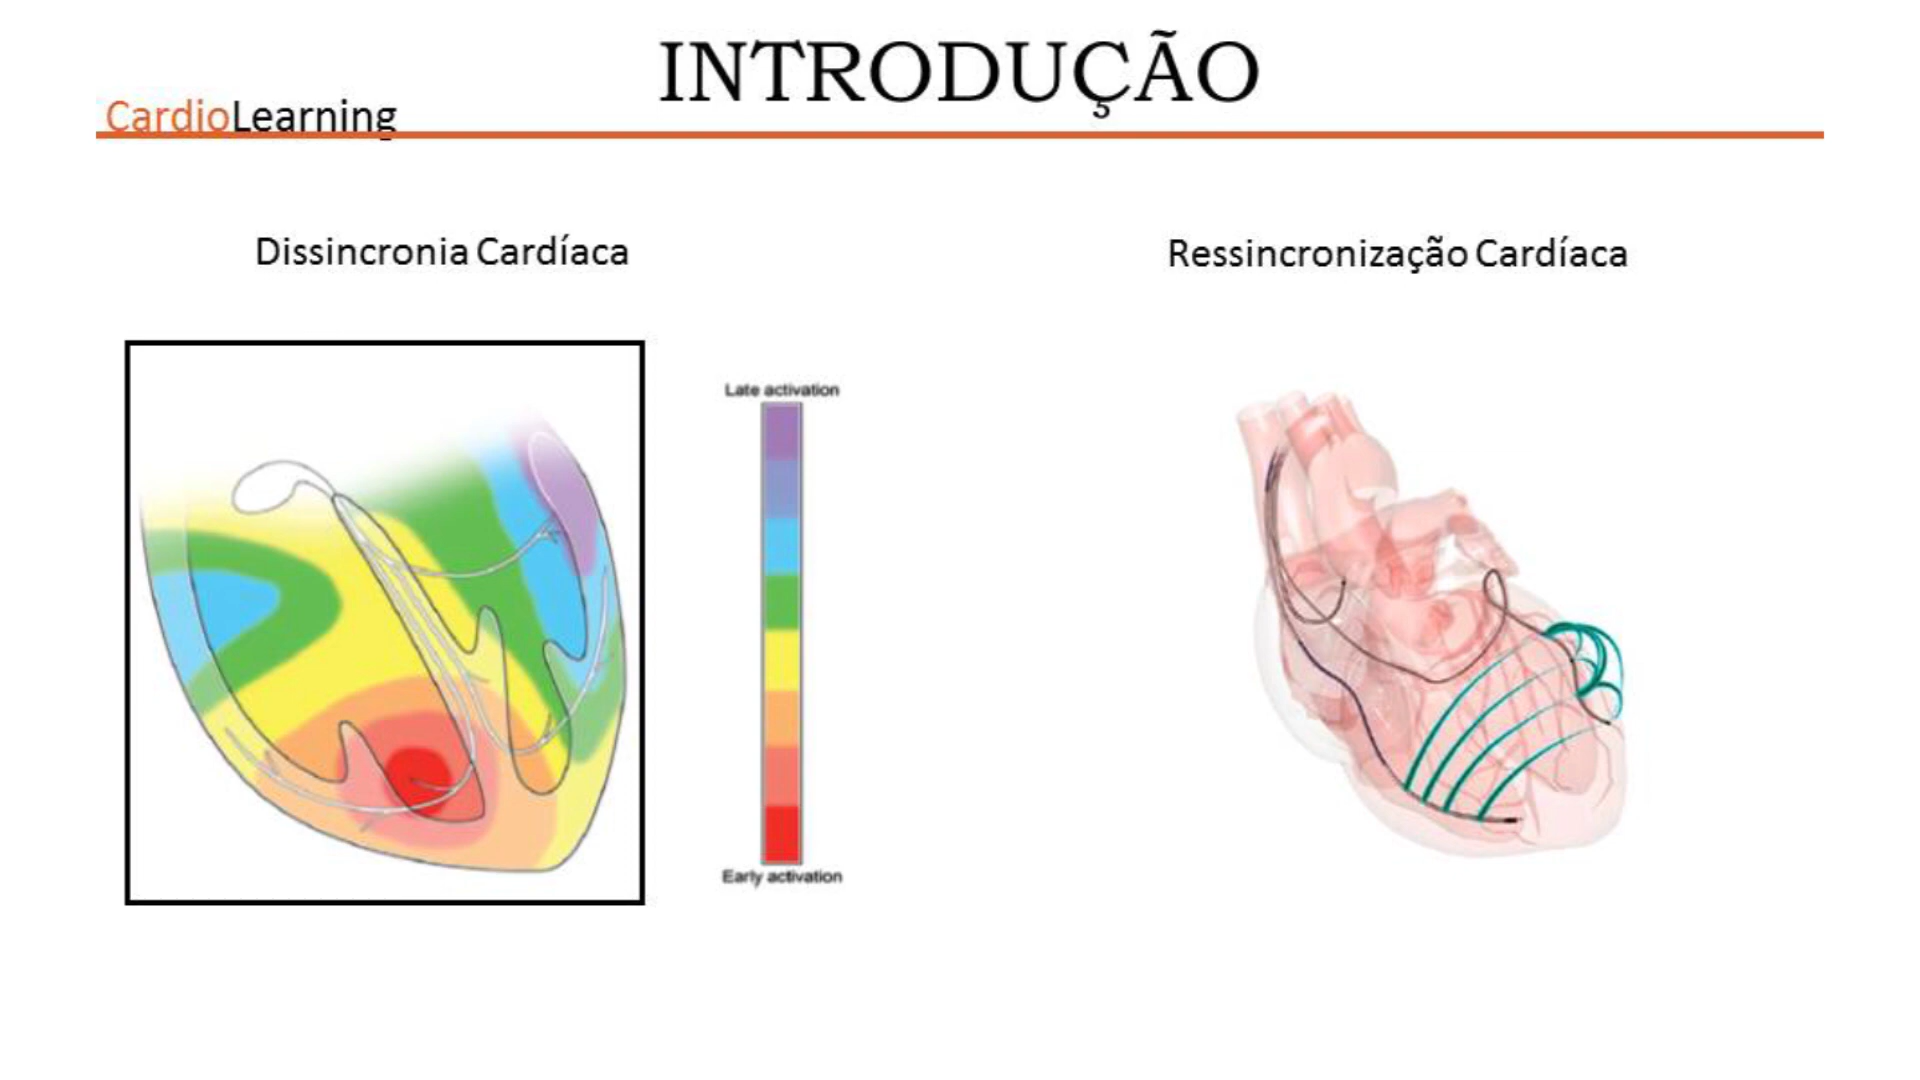 INTRODUÇÃO
CardioLearning
Dissincronia Cardíaca
Ressincronização Cardíaca
Late activation
Early activation